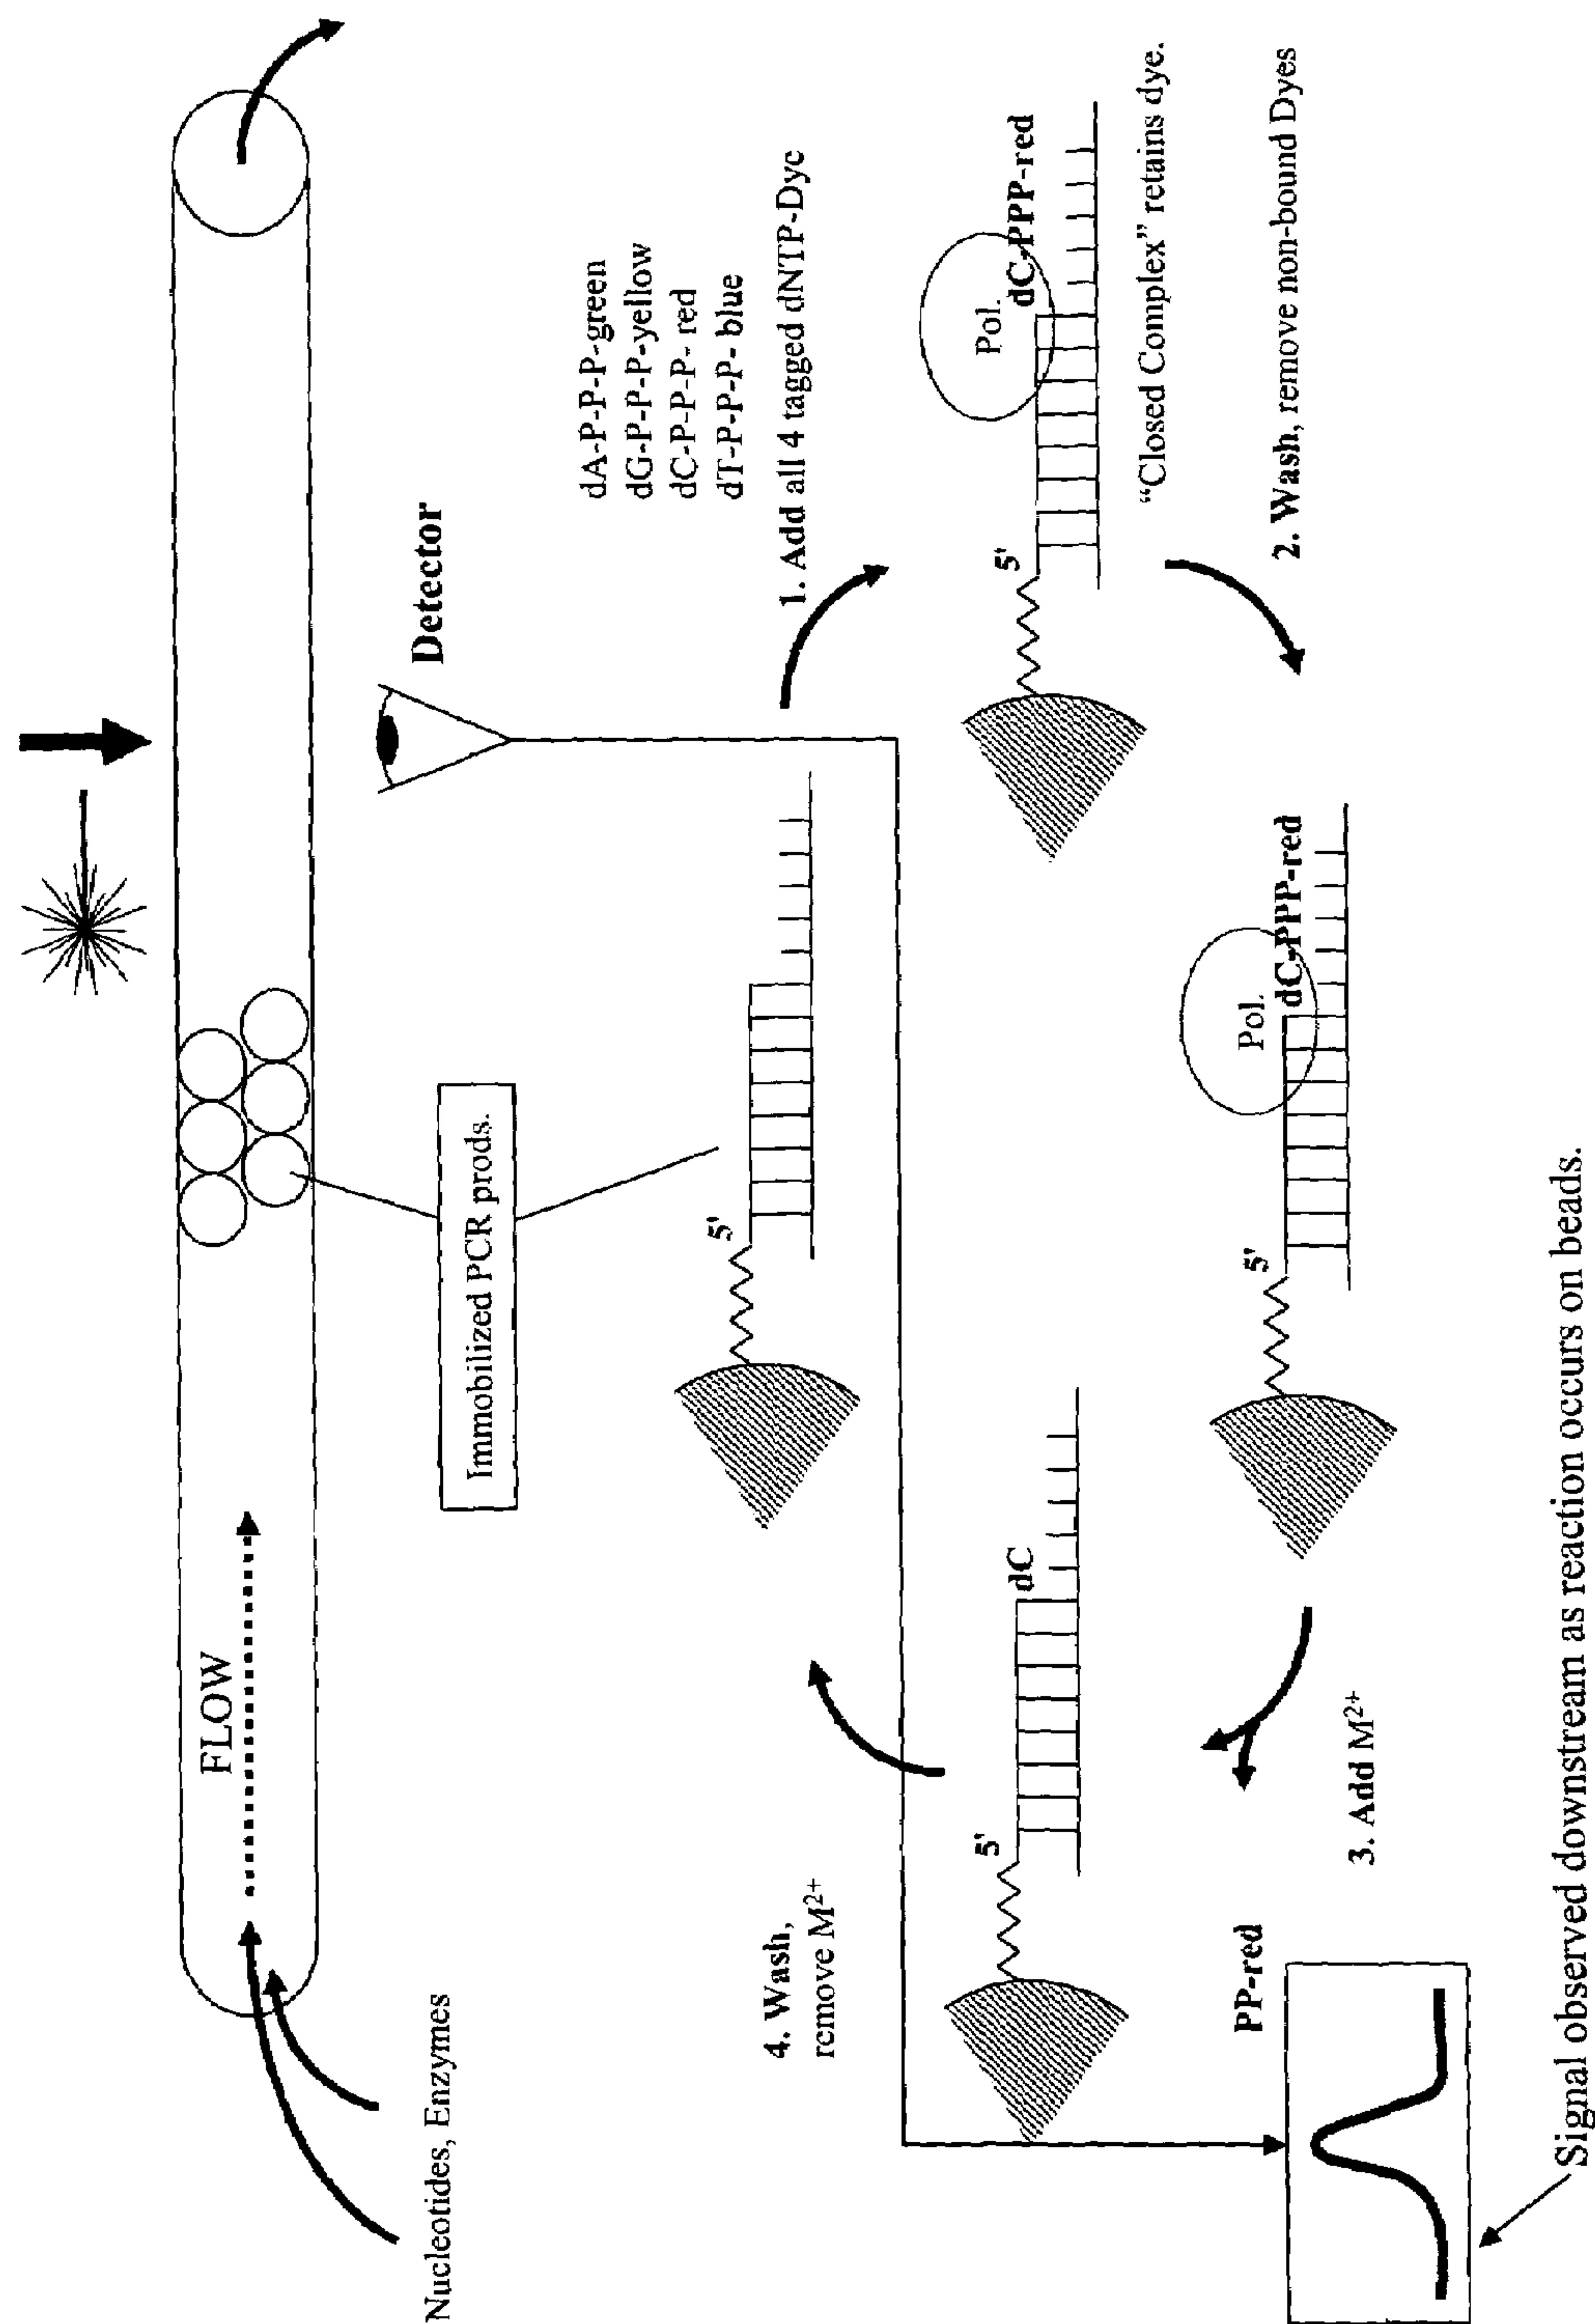 FLOW
Nucleotides, Enzymes
Detector
Immobilized PCR prods.
dA-P-P-P-green
dG-P-P-P-yellow
dC-P-P-P- red
dT-P-P-P- blue
1. Add all 4 tagged dNTP-Dye
5'
5'
Pol.
dC-PPP-red
"Closed Complex" retains dye.
2. Wash, remove non-bound Dyes
5'
Pol.
dC-PPP-red
3. Add M²⁺
5'
dC
4. Wash,
remove M²⁺
PP-red
Signal observed downstream as reaction occurs on beads.